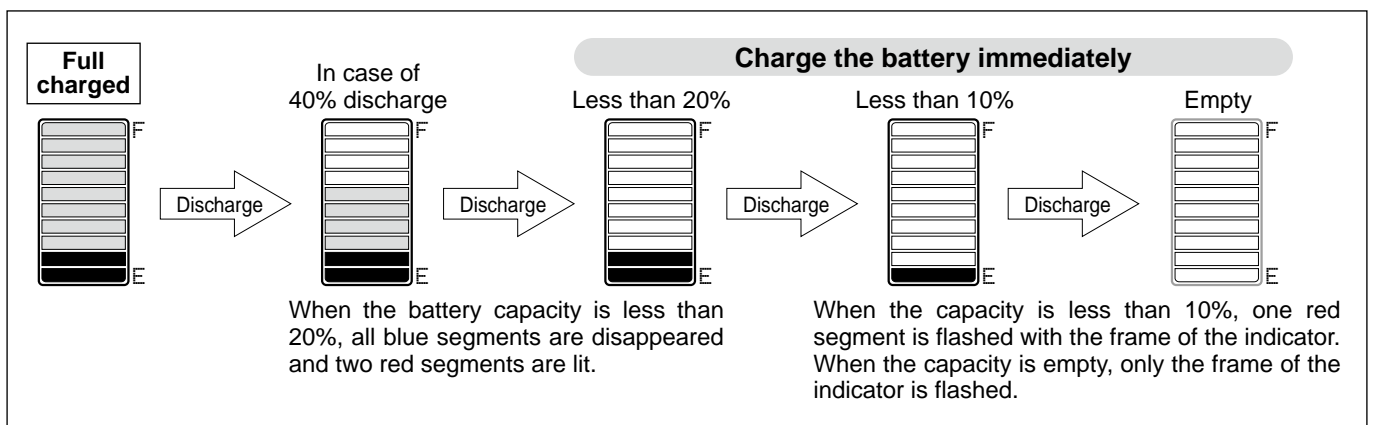 Full
charged
In case of
40% discharge
Charge the battery immediately
Less than 20%
Less than 10%
Empty
F
F
F
F
F
Discharge
Discharge
Discharge
Discharge
E
E
E
E
E
When the battery capacity is less than
20%, all blue segments are disappeared
and two red segments are lit.
When the capacity is less than 10%, one red
segment is flashed with the frame of the indicator.
When the capacity is empty, only the frame of the
indicator is flashed.